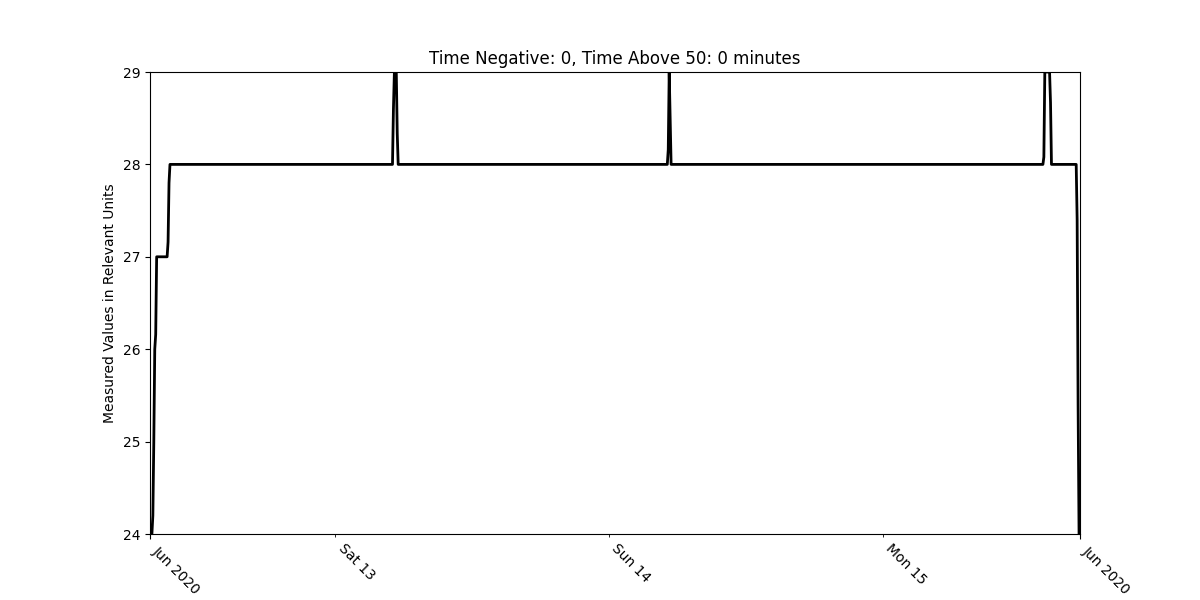 Time Negative: 0, Time Above 50: 0 minutes
Measured Values in Relevant Units
29
28
27
26
25
24
Jun 2020
Sat 13
Sun 14
Mon 15
Jun 2020